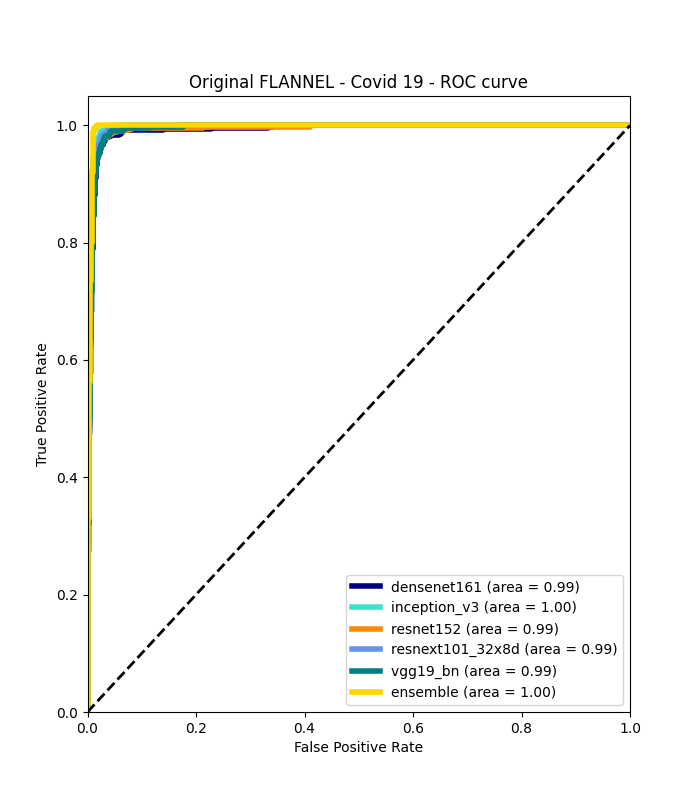 Original FLANNEL - Covid 19 - ROC curve
1.0
0.8
0.6
0.4
0.2
0.0
True Positive Rate
densenet161 (area = 0.99)
inception_v3 (area = 1.00)
resnet152 (area = 0.99)
resnext101_32x8d (area = 0.99)
vgg19_bn (area = 0.99)
ensemble (area = 1.00)
0.0 0.2 0.4 0.6 0.8 1.0
False Positive Rate